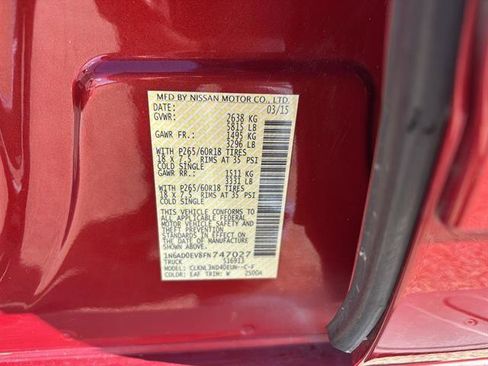 MFD BY NISSAN MOTOR CO., LTD.
DATE: 03/15
GVWR: 2638 KG
5815 LB
GAWR FR.: 1495 KG
3296 LB
WITH P265/60R18 TIRES
18 X 7.5 RIMS AT 35 PSI
COLD SINGLE
GAWR RR.: 1511 KG
3331 LB
WITH P265/60R18 TIRES
18 X 7.5 RIMS AT 35 PSI
COLD SINGLE
THIS VEHICLE CONFORMS TO
ALL APPLICABLE FEDERAL
MOTOR VEHICLE SAFETY
AND THEFT PREVENTION
STANDARDS IN EFFECT ON
THE DATE OF MANUFACTURE
SHOWN ABOVE.
1N6AD0EV8FN747027
TRUCK 516913
MODEL:
COLOR: EAF TRIM: W 2500A